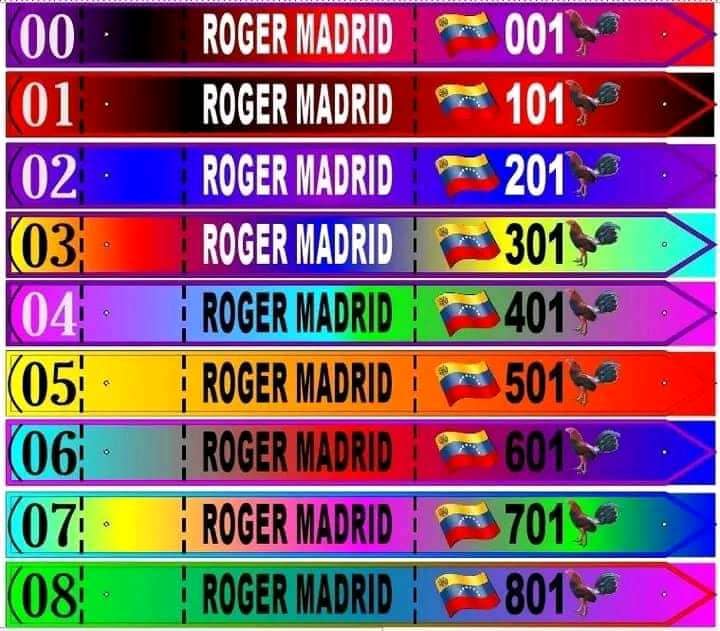 00 ROGER MADRID 001
01 ROGER MADRID 101
02 ROGER MADRID 201
03 ROGER MADRID 301
04 ROGER MADRID 401
05 ROGER MADRID 501
06 ROGER MADRID 601
07 ROGER MADRID 701
08 ROGER MADRID 801